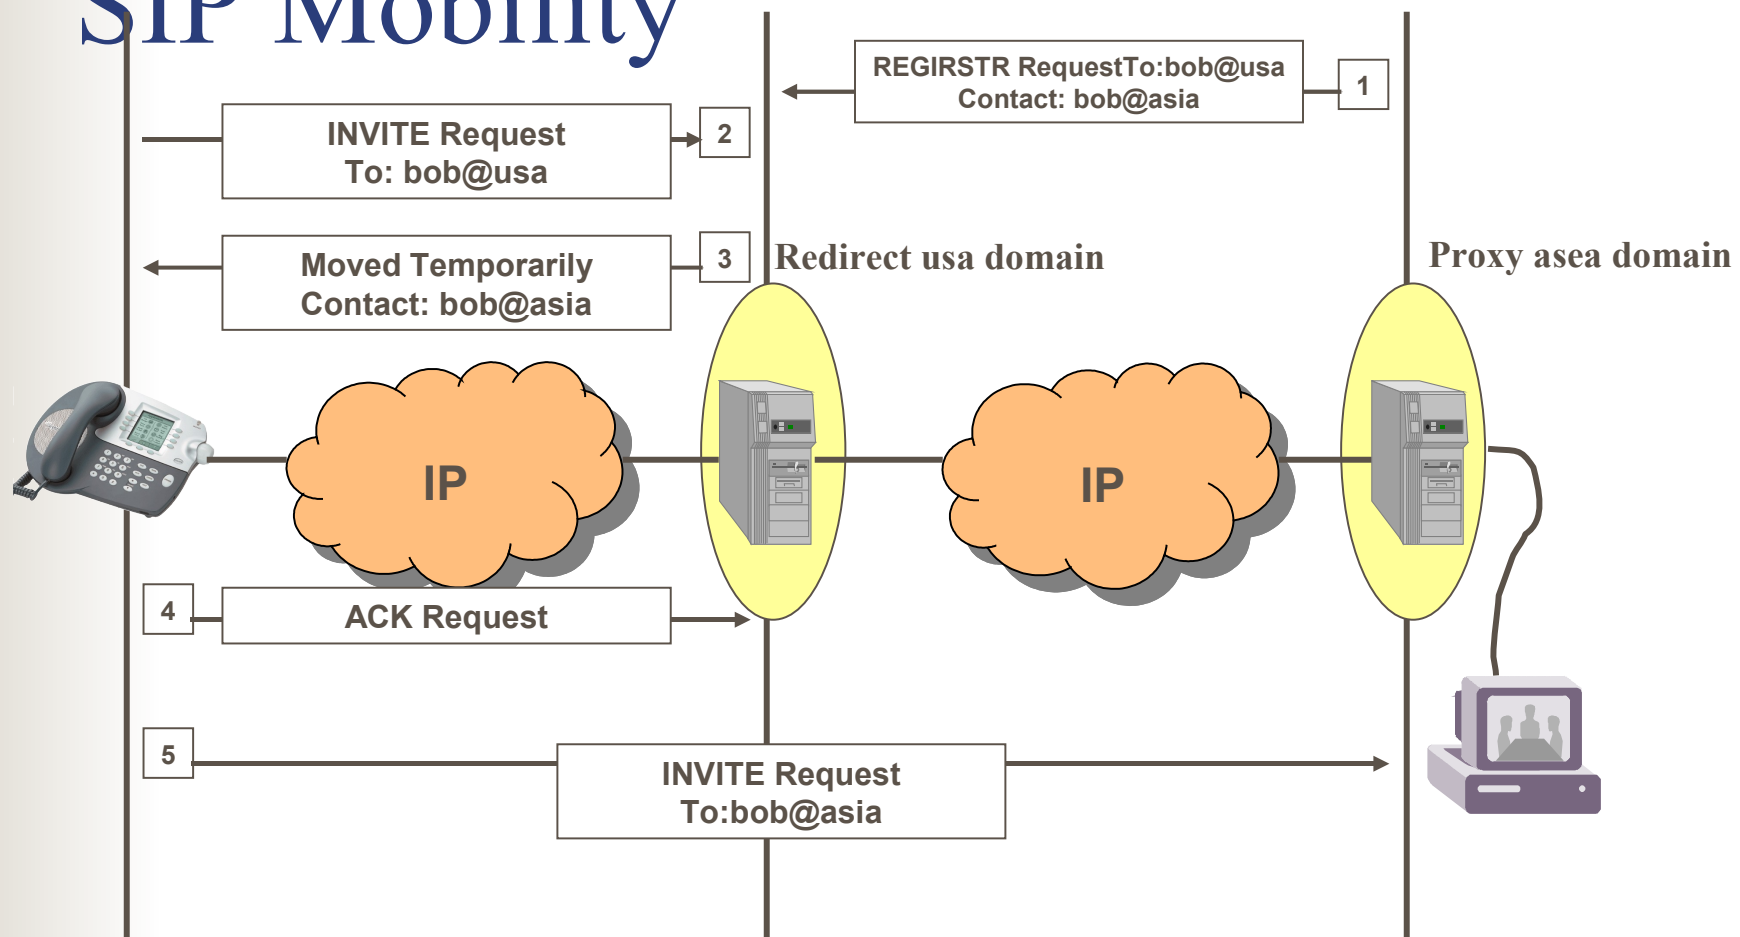 SIP Mobility
REGIRSTR RequestTo:bob@usa
Contact: bob@asia
1
INVITE Request
To: bob@usa
2
Moved Temporarily
Contact: bob@asia
3
Redirect usa domain
Proxy asea domain
IP
IP
4
ACK Request
5
INVITE Request
To:bob@asia